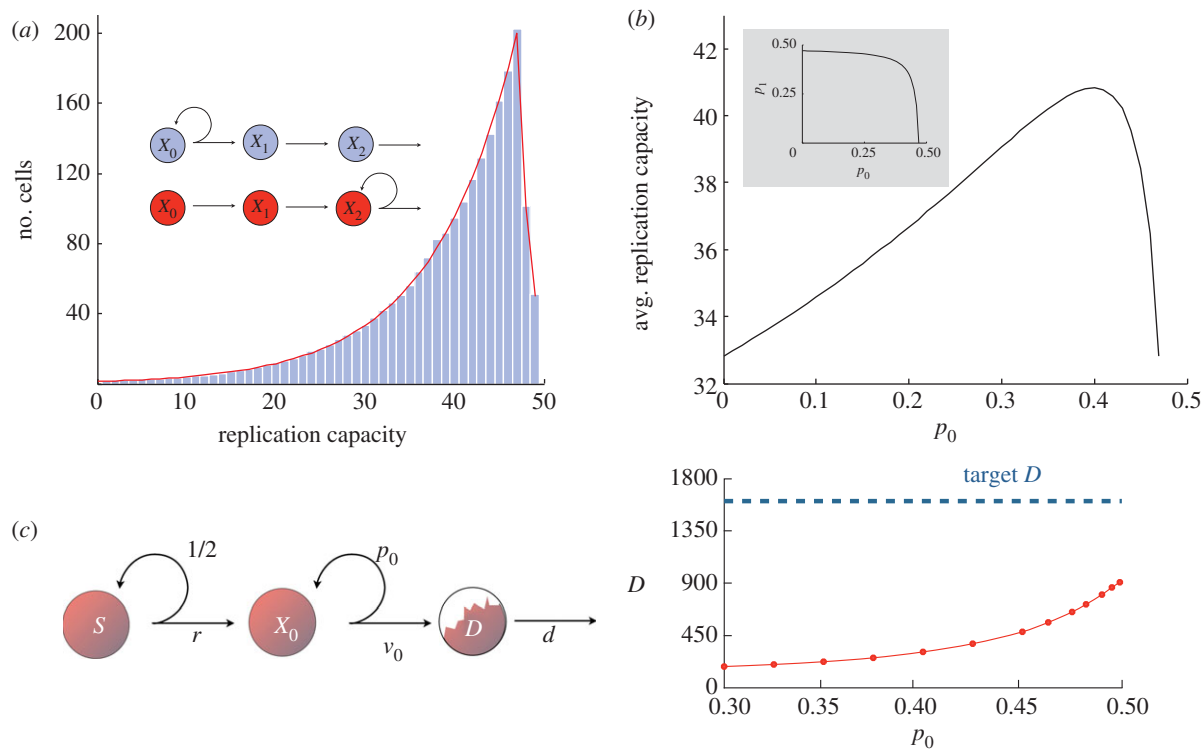 (a)
200
160
120
80
40
no. cells
X0
X1
X2
X0
X1
X2
0
10
20
30
40
50
replication capacity
(b)
42
40
38
36
34
32
avg. replication capacity
0.50
0.25
p1
0
0.25
0.50
p0
0
0.1
0.2
0.3
0.4
0.5
p0
(c)
1/2
S
r
p0
X0
v0
D
d
target D
1800
1350
900
450
0
D
0.30
0.35
0.40
0.45
0.50
p0